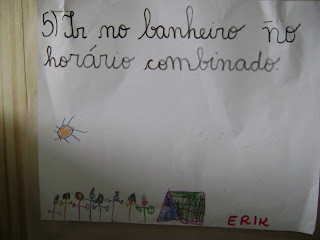 5) Ir no banheiro no
horário combinado.
ERIK